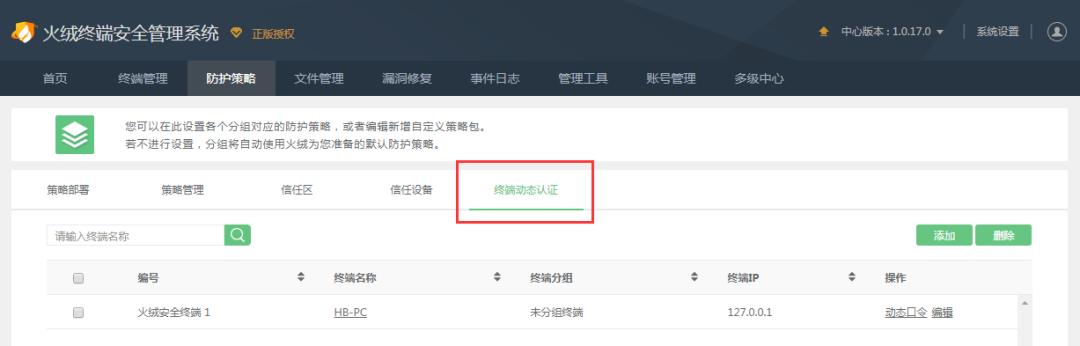 火绒终端安全管理系统 正版授权 中心版本：1.0.17.0 系统设置
首页 终端管理 防护策略 文件管理 漏洞修复 事件日志 管理工具 账号管理 多级中心
您可以在此设置各个分组对应的防护策略，或者编辑新增自定义策略包。
若不进行设置，分组将自动使用火绒为您准备的默认防护策略。
策略部署 策略管理 信任区 信任设备 终端动态认证
请输入终端名称 添加 删除
编号 终端名称 终端分组 终端IP 操作
火绒安全终端 1 HB-PC 未分组终端 127.0.0.1 动态口令 编辑